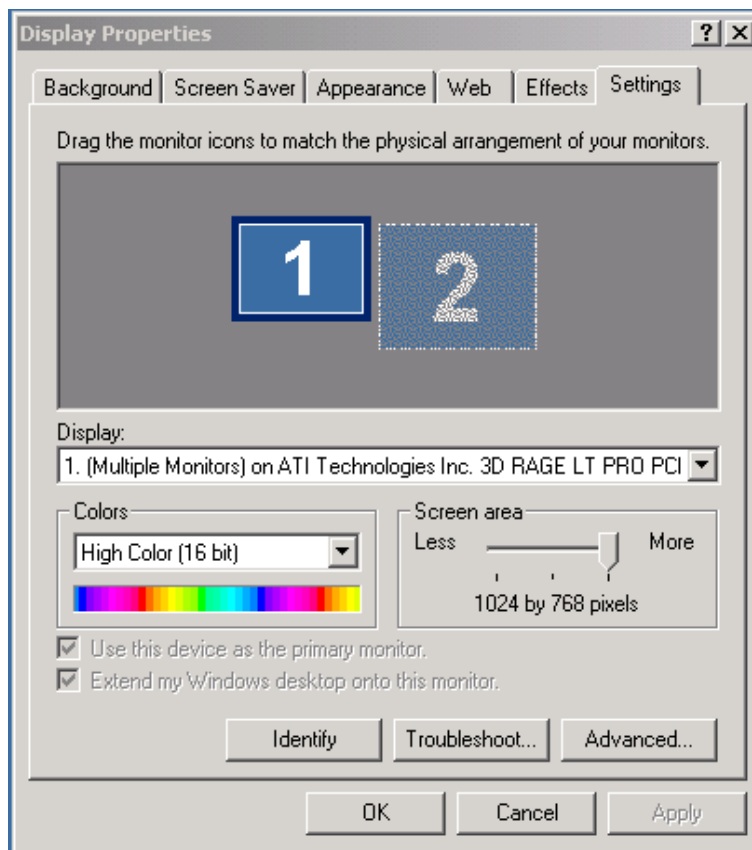 Display Properties
Background Screen Saver Appearance Web Effects Settings
Drag the monitor icons to match the physical arrangement of your monitors.
1 2
Display:
1. (Multiple Monitors) on ATI Technologies Inc. 3D RAGE LT PRO PCI
Colors
High Color (16 bit)
Screen area
Less More
1024 by 768 pixels
Use this device as the primary monitor.
Extend my Windows desktop onto this monitor.
Identify Troubleshoot... Advanced...
OK Cancel Apply